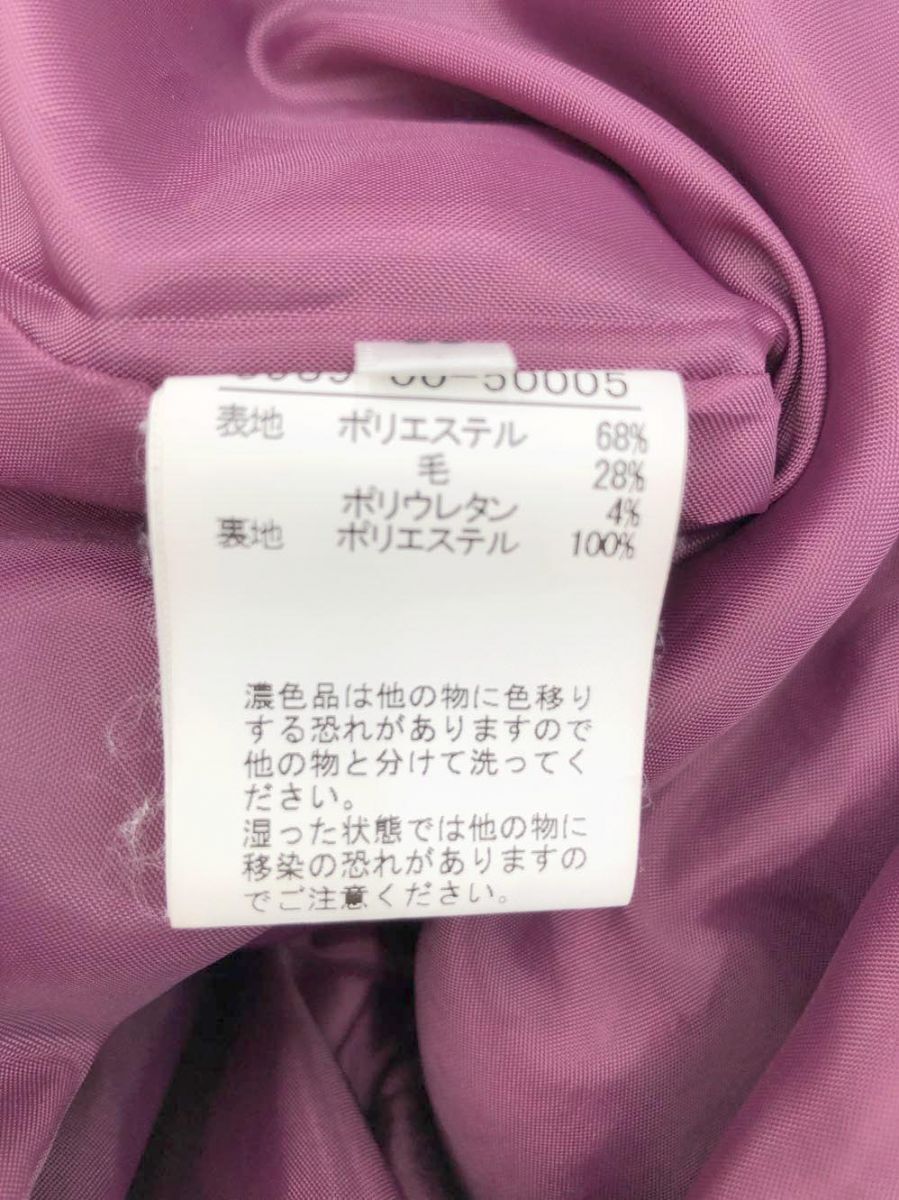 00-50005
表地 ポリエステル 68%
毛 28%
ポリウレタン 4%
裏地 ポリエステル 100%
濃色品は他の物に色移り
する恐れがありますので
他の物と分けて洗ってく
ださい。
湿った状態では他の物に
移染の恐れがありますの
でご注意ください。